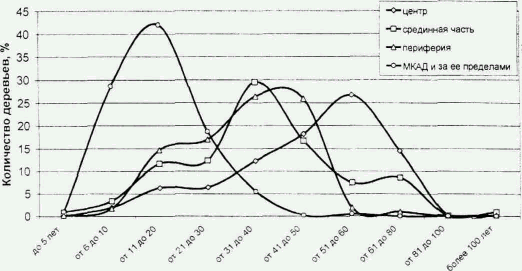 Количество деревьев, %
45
40
35
30
25
20
15
10
5
0
до 5 лет
от 6 до 10
от 11 до 20
от 21 до 30
от 31 до 40
от 41 до 50
от 51 до 60
от 61 до 80
от 81 до 100
более 100 лет
центр
срединная часть
периферия
МКАД и за ее пределами